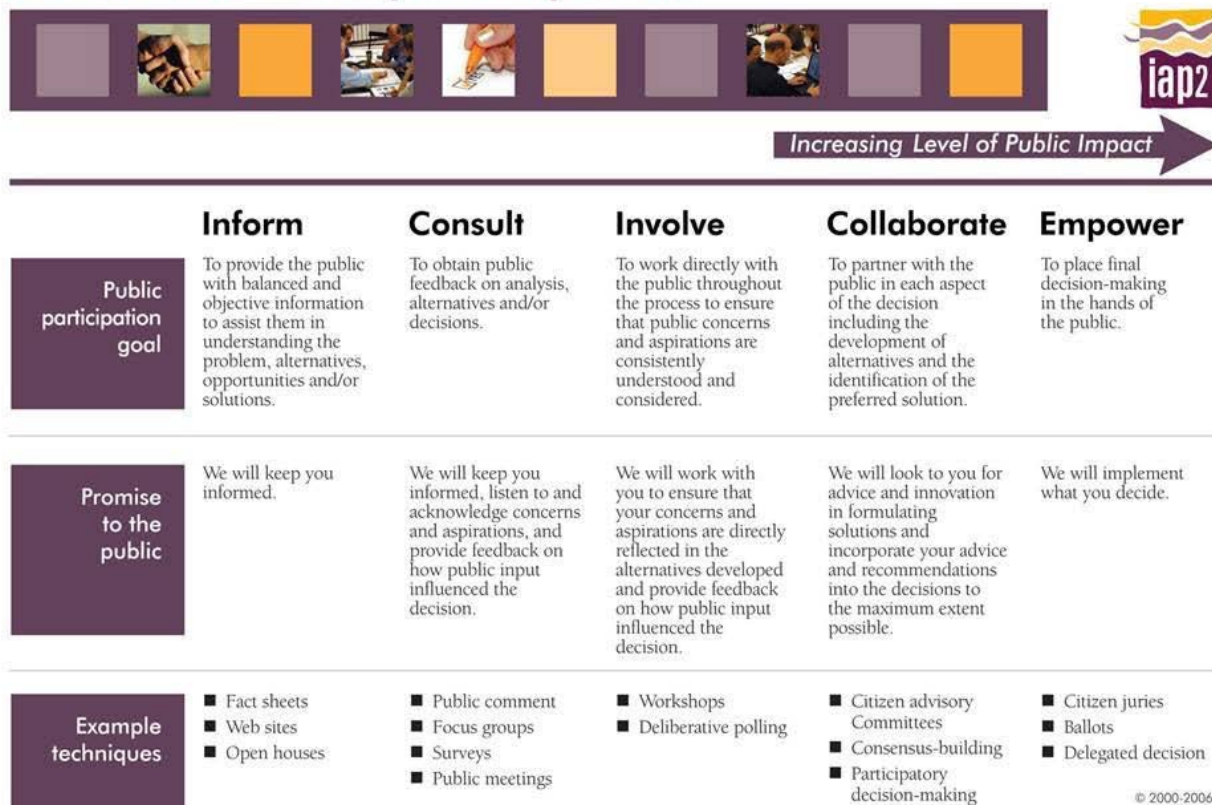 iap2
Increasing Level of Public Impact
Inform
Consult
Involve
Collaborate
Empower
Public
participation
goal
To provide the public
with balanced and
objective information
to assist them in
understanding the
problem, alternatives,
opportunities and/or
solutions.
To obtain public
feedback on analysis,
alternatives and/or
decisions.
To work directly with
the public throughout
the process to ensure
that public concerns
and aspirations are
consistently
understood and
considered.
To partner with the
public in each aspect
of the decision
including the
development of
alternatives and the
identification of the
preferred solution.
To place final
decision-making
in the hands of
the public.
Promise
to the
public
We will keep you
informed.
We will keep you
informed, listen to and
acknowledge concerns
and aspirations, and
provide feedback on
how public input
influenced the
decision.
We will work with
you to ensure that
your concerns and
aspirations are directly
reflected in the
alternatives developed
and provide feedback
on how public input
influenced the
decision.
We will look to you for
advice and innovation
in formulating
solutions and
incorporate your advice
and recommendations
into the decisions to
the maximum extent
possible.
We will implement
what you decide.
Example
techniques
■ Fact sheets
■ Web sites
■ Open houses
■ Public comment
■ Focus groups
■ Surveys
■ Public meetings
■ Workshops
■ Deliberative polling
■ Citizen advisory
Committees
■ Consensus-building
■ Participatory
decision-making
■ Citizen juries
■ Ballots
■ Delegated decision
© 2000-2006